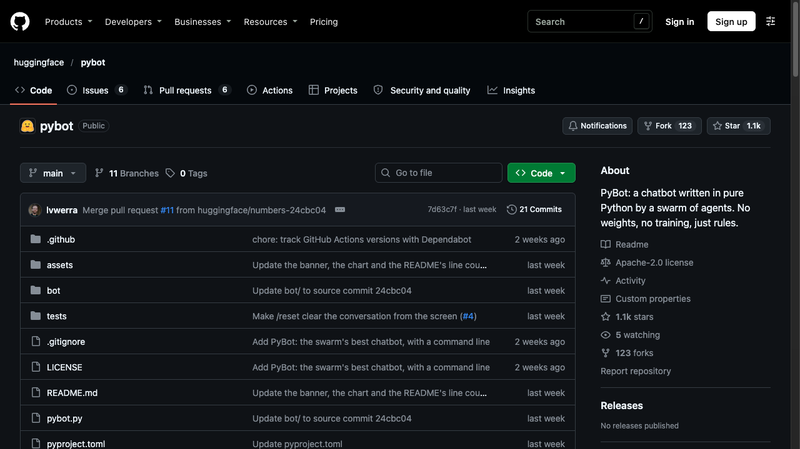 Products Developers Businesses Resources Pricing Search / Sign in Sign up
huggingface / pybot
Code Issues 6 Pull requests 6 Actions Projects Security and quality Insights
pybot Public Notifications Fork 123 Star 1.1k
main 11 Branches 0 Tags Go to file Code
lvwerra Merge pull request #11 from huggingface/numbers-24cbc04 7d63c7f · last week 21 Commits
.github chore: track GitHub Actions versions with Dependabot 2 weeks ago
assets Update the banner, the chart and the README's line cou... last week
bot Update bot/ to source commit 24cbc04 last week
tests Make /reset clear the conversation from the screen (#4) last week
.gitignore Add PyBot: the swarm's best chatbot, with a command line 2 weeks ago
LICENSE Add PyBot: the swarm's best chatbot, with a command line 2 weeks ago
README.md Update the banner, the chart and the README's line cou... last week
pybot.py Update bot/ to source commit 24cbc04 last week
pyproject.toml Update pyproject.toml last week
About
PyBot: a chatbot written in pure
Python by a swarm of agents. No
weights, no training, just rules.
Readme
Apache-2.0 license
Activity
Custom properties
1.1k stars
5 watching
123 forks
Report repository
Releases
No releases published